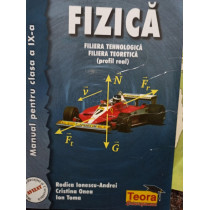 FIZICĂ
FILIERA TEHNOLOGICĂ
FILIERA TEORETICĂ
(profil real)
Manual pentru clasa a IX-a
N
F
r
v
F
t
G
Rodica Ionescu-Andrei
Cristina Onea
Ion Toma
Teora